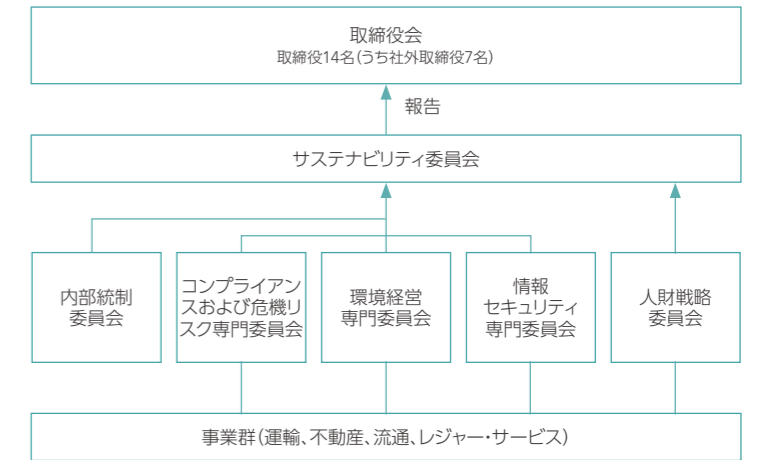 取締役会
取締役14名(うち社外取締役7名)
報告
サステナビリティ委員会
内部統制
委員会
コンプライアン
スおよび危機リ
スク専門委員会
環境経営
専門委員会
情報
セキュリティ
専門委員会
人財戦略
委員会
事業群(運輸、不動産、流通、レジャー・サービス)